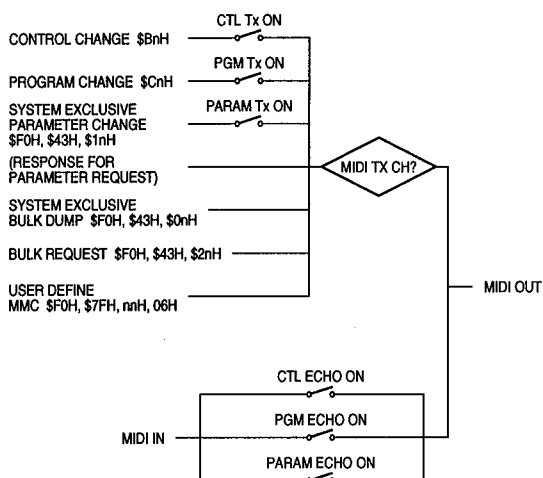 CTL Tx ON
CONTROL CHANGE $BnH
PGM Tx ON
PROGRAM CHANGE $CnH
PARAM Tx ON
SYSTEM EXCLUSIVE
PARAMETER CHANGE
$F0H, $43H, $1nH
(RESPONSE FOR
PARAMETER REQUEST)
MIDI TX CH?
SYSTEM EXCLUSIVE
BULK DUMP $F0H, $43H, $0nH
BULK REQUEST $F0H, $43H, $2nH
USER DEFINE
MMC $F0H, $7FH, nnH, 06H
MIDI OUT
CTL ECHO ON
PGM ECHO ON
MIDI IN
PARAM ECHO ON